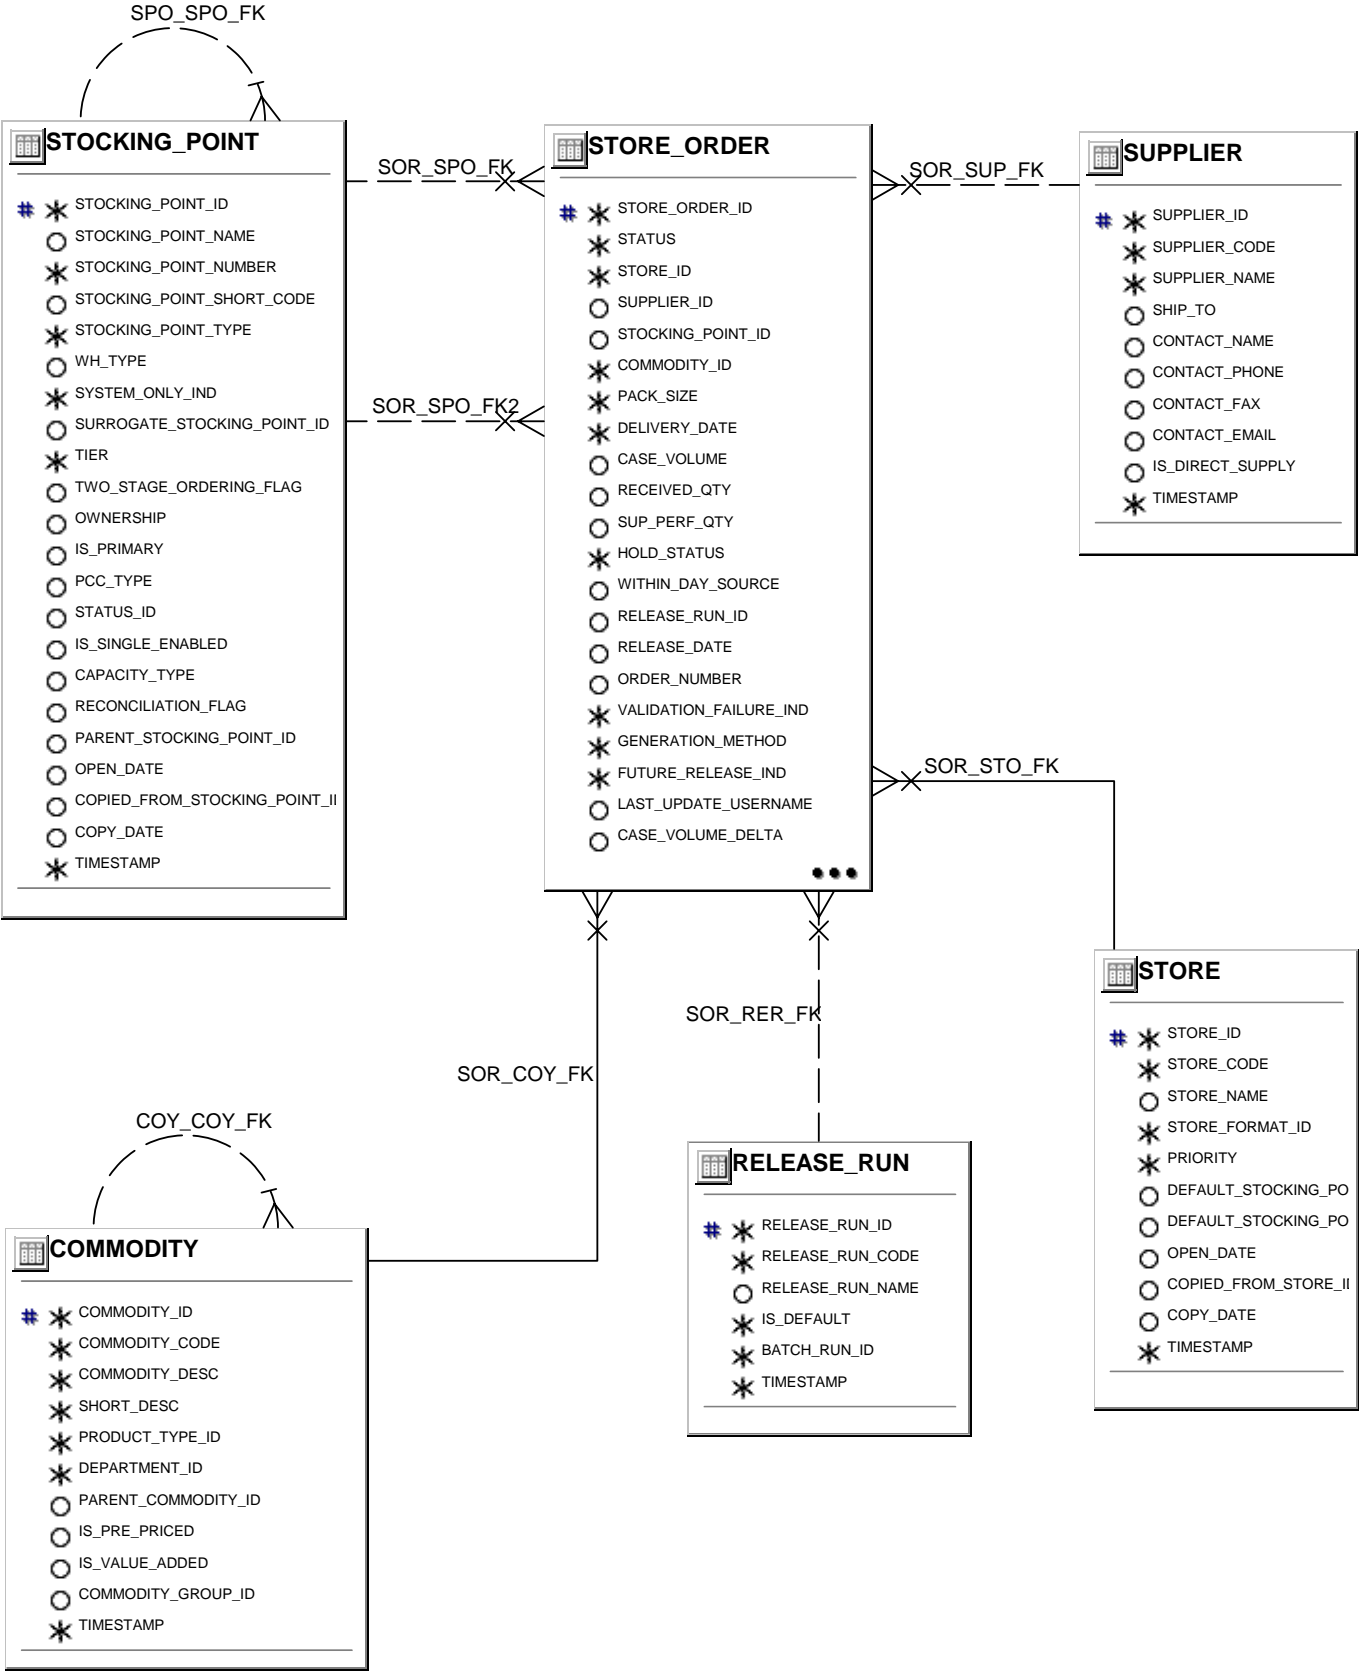 SPO_SPO_FK
STOCKING_POINT
#
STOCKING_POINT_ID
STOCKING_POINT_NAME
STOCKING_POINT_NUMBER
STOCKING_POINT_SHORT_CODE
STOCKING_POINT_TYPE
WH_TYPE
SYSTEM_ONLY_IND
SURROGATE_STOCKING_POINT_ID
TIER
TWO_STAGE_ORDERING_FLAG
OWNERSHIP
IS_PRIMARY
PCC_TYPE
STATUS_ID
IS_SINGLE_ENABLED
CAPACITY_TYPE
RECONCILIATION_FLAG
PARENT_STOCKING_POINT_ID
OPEN_DATE
COPIED_FROM_STOCKING_POINT_I
COPY_DATE
TIMESTAMP
SOR_SPO_FK
SOR_SPO_FK2
STORE_ORDER
#
STORE_ORDER_ID
STATUS
STORE_ID
SUPPLIER_ID
STOCKING_POINT_ID
COMMODITY_ID
PACK_SIZE
DELIVERY_DATE
CASE_VOLUME
RECEIVED_QTY
SUP_PERF_QTY
HOLD_STATUS
WITHIN_DAY_SOURCE
RELEASE_RUN_ID
RELEASE_DATE
ORDER_NUMBER
VALIDATION_FAILURE_IND
GENERATION_METHOD
FUTURE_RELEASE_IND
LAST_UPDATE_USERNAME
CASE_VOLUME_DELTA
SOR_SUP_FK
SUPPLIER
#
SUPPLIER_ID
SUPPLIER_CODE
SUPPLIER_NAME
SHIP_TO
CONTACT_NAME
CONTACT_PHONE
CONTACT_FAX
CONTACT_EMAIL
IS_DIRECT_SUPPLY
TIMESTAMP
SOR_STO_FK
STORE
#
STORE_ID
STORE_CODE
STORE_NAME
STORE_FORMAT_ID
PRIORITY
DEFAULT_STOCKING_PO
DEFAULT_STOCKING_PO
OPEN_DATE
COPIED_FROM_STORE_I
COPY_DATE
TIMESTAMP
SOR_RER_FK
SOR_COY_FK
RELEASE_RUN
#
RELEASE_RUN_ID
RELEASE_RUN_CODE
RELEASE_RUN_NAME
IS_DEFAULT
BATCH_RUN_ID
TIMESTAMP
COY_COY_FK
COMMODITY
#
COMMODITY_ID
COMMODITY_CODE
COMMODITY_DESC
SHORT_DESC
PRODUCT_TYPE_ID
DEPARTMENT_ID
PARENT_COMMODITY_ID
IS_PRE_PRICED
IS_VALUE_ADDED
COMMODITY_GROUP_ID
TIMESTAMP